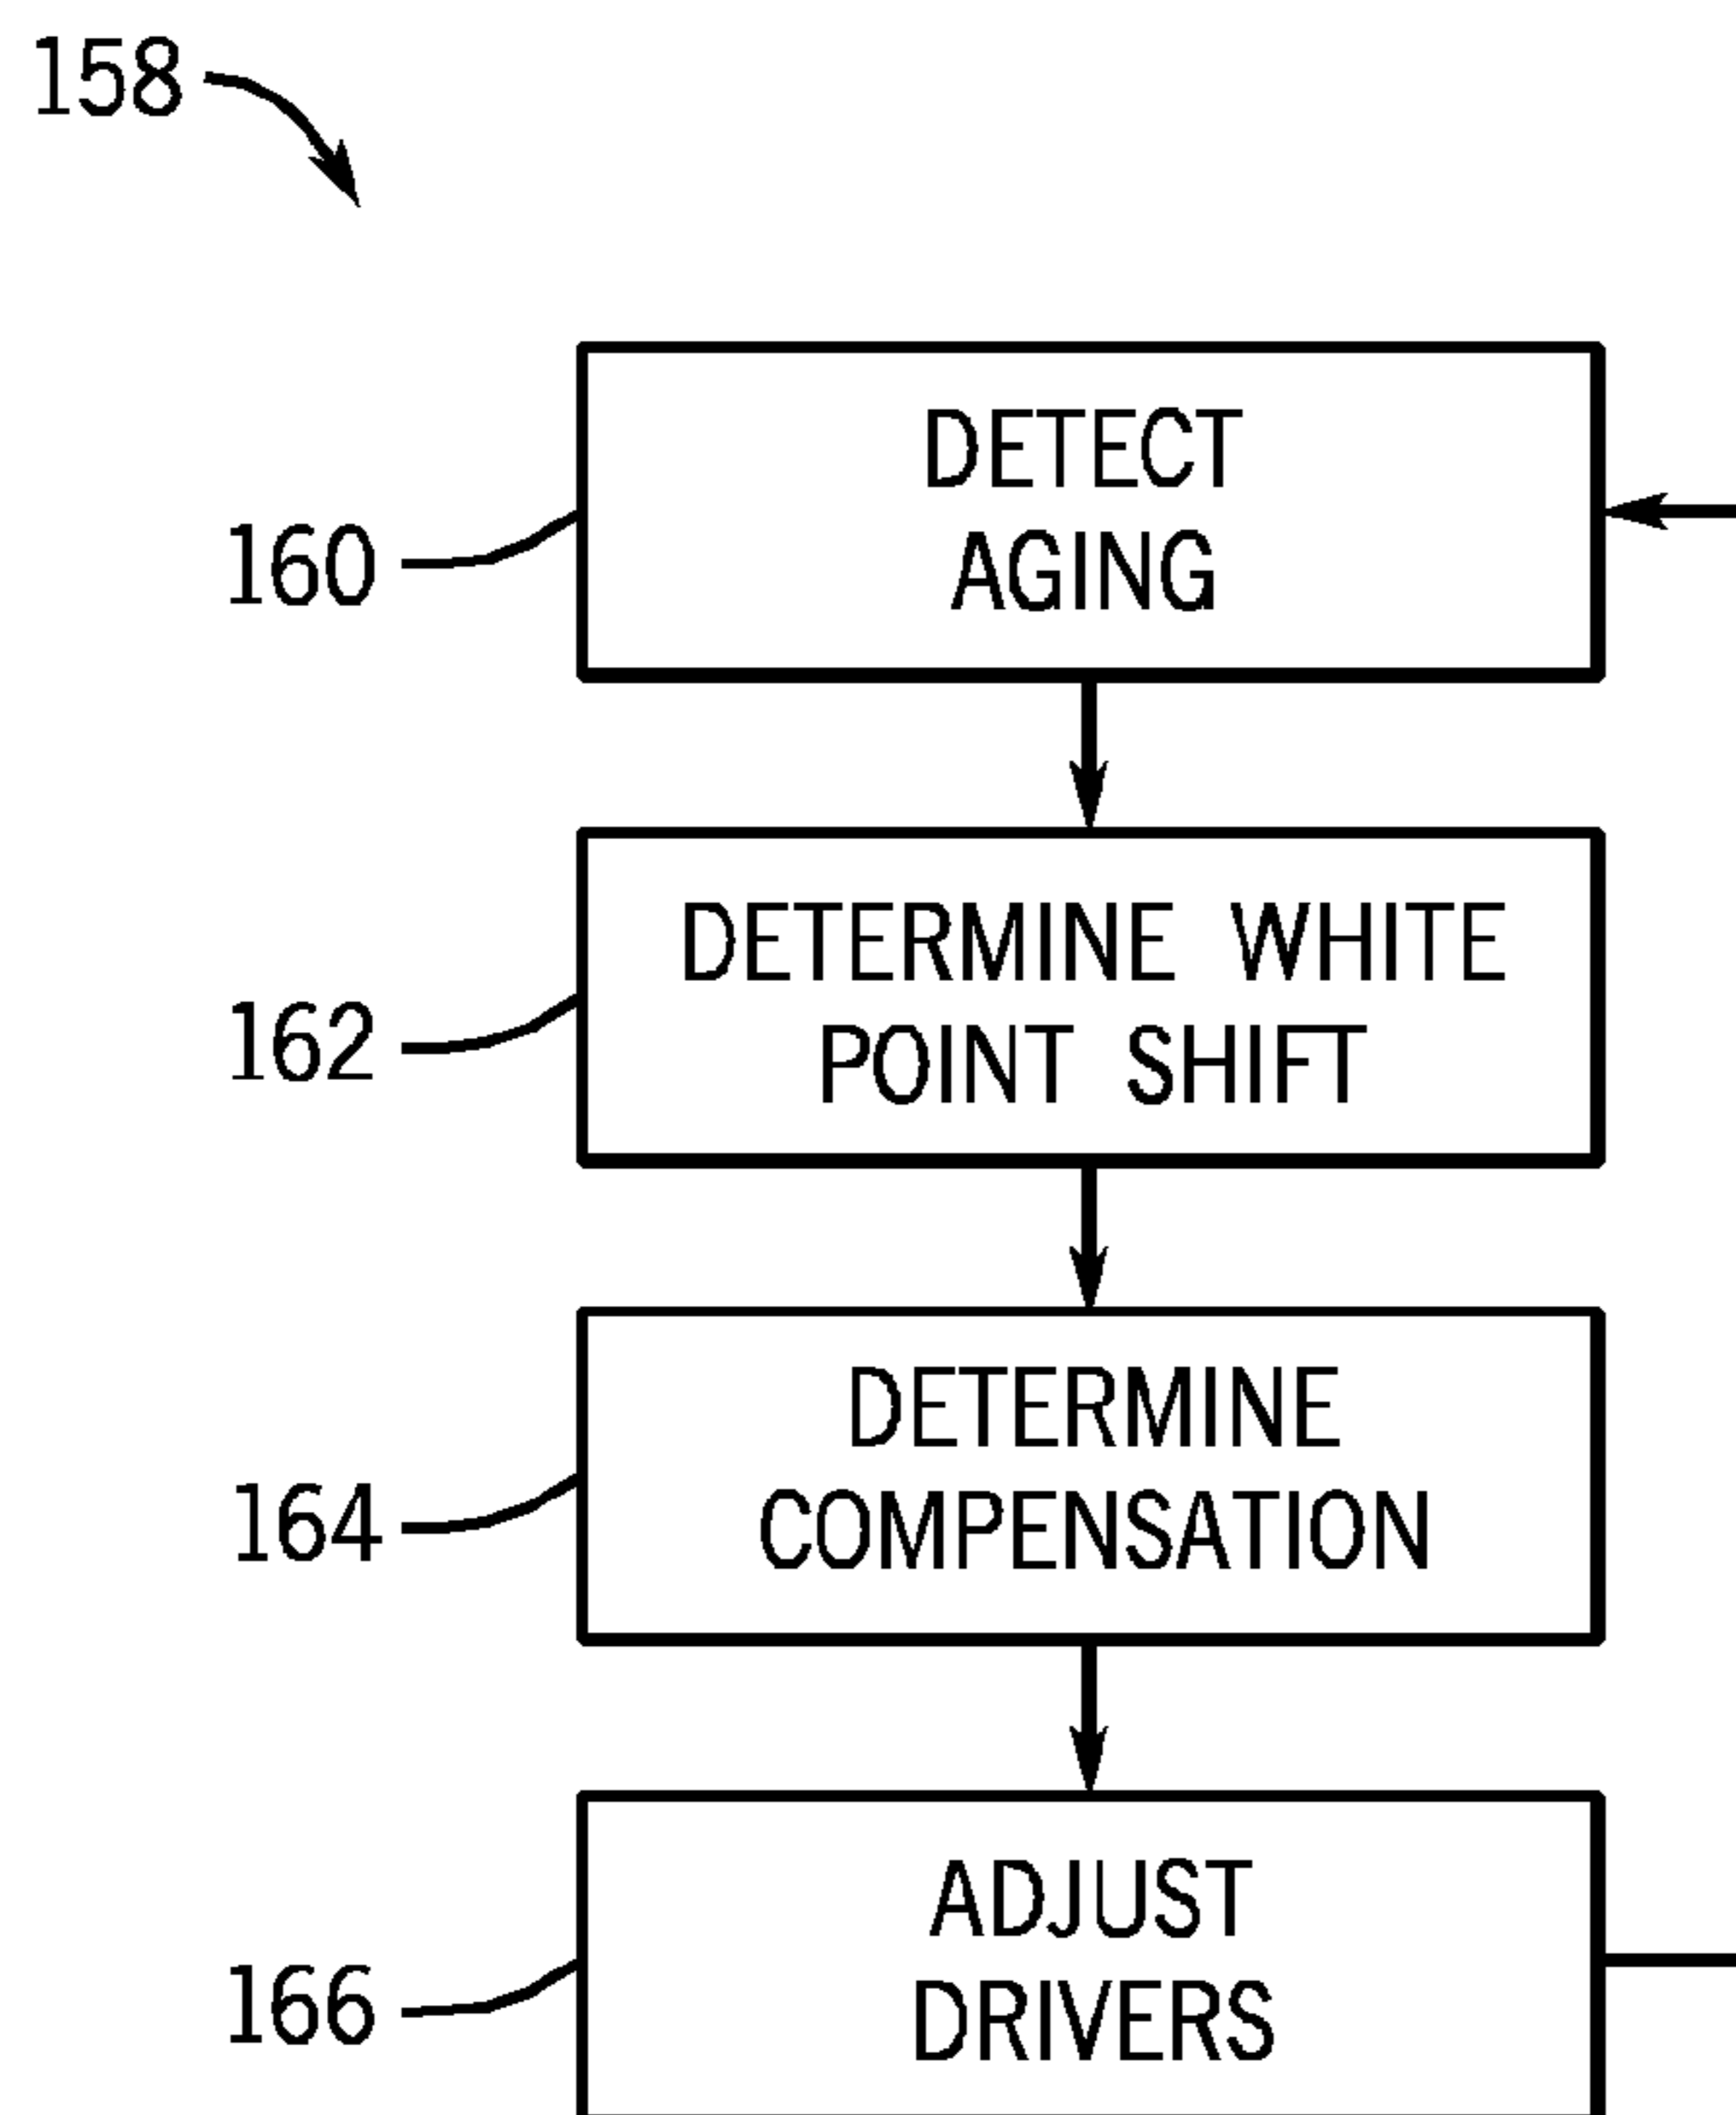 158
160
DETECT
AGING
162
DETERMINE WHITE
POINT SHIFT
164
DETERMINE
COMPENSATION
166
ADJUST
DRIVERS